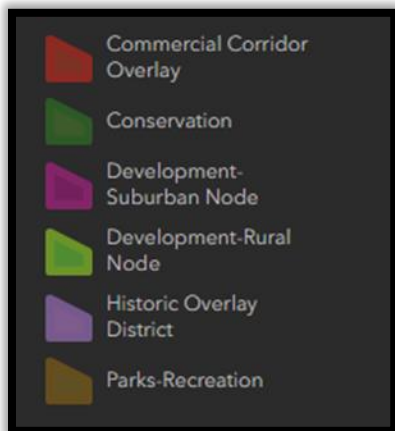 Commercial Corridor
Overlay
Conservation
Development-
Suburban Node
Development-Rural
Node
Historic Overlay
District
Parks-Recreation